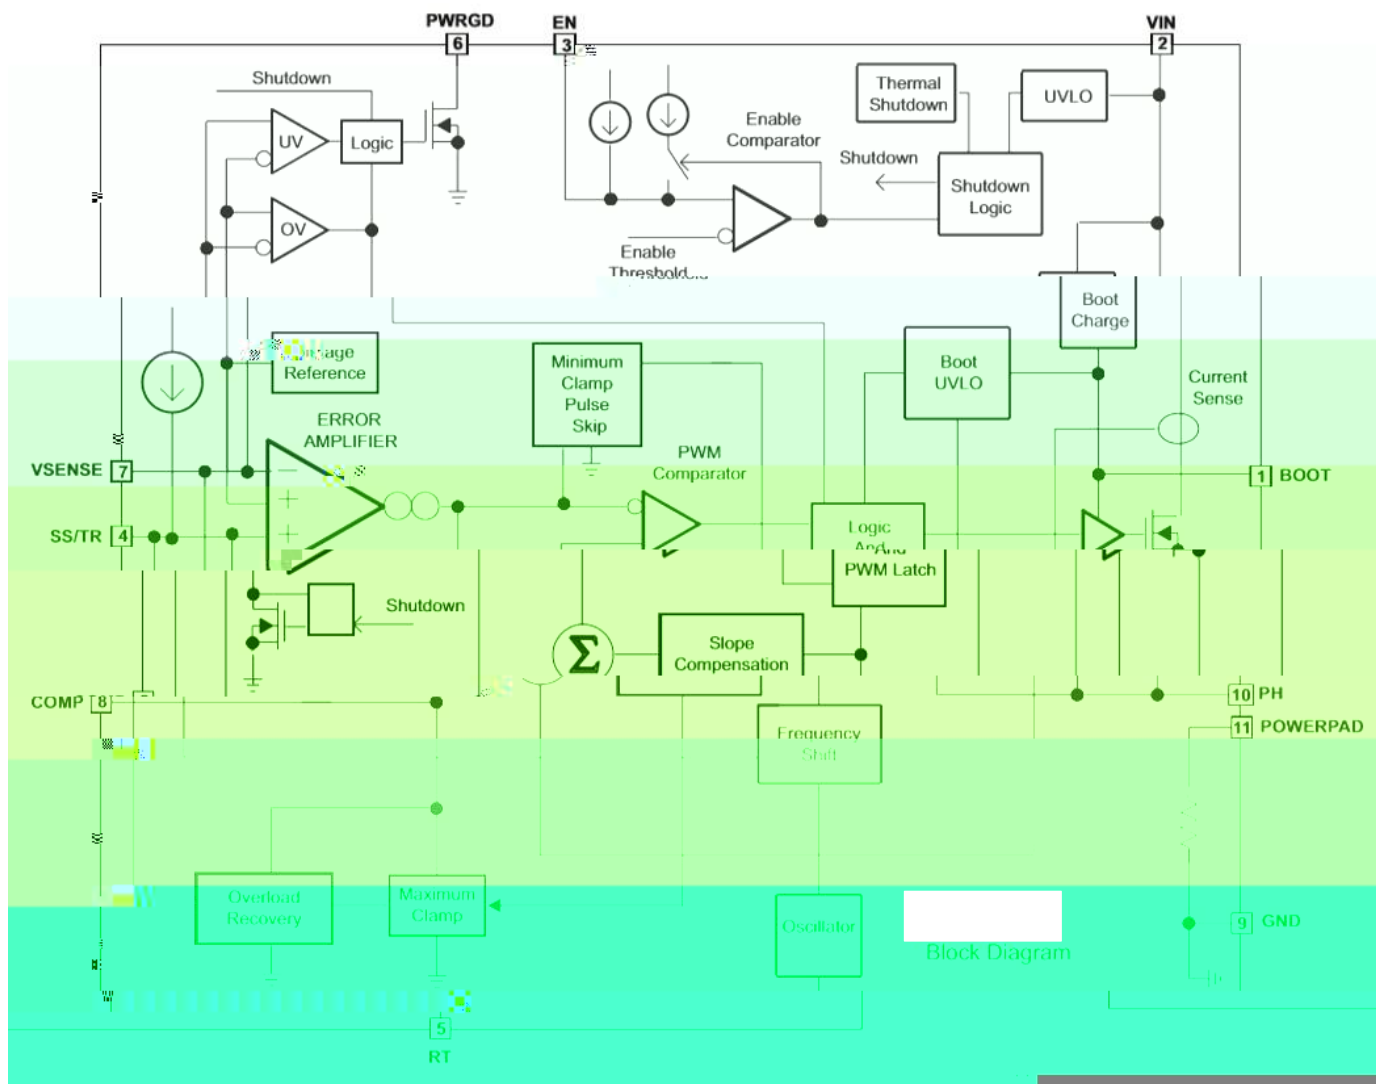 PWRGD
6
EN
3
VIN
2
Shutdown
UV
Logic
OV
Enable
Comparator
Thermal
Shutdown
UVLO
Shutdown
Shutdown
Logic
Enable
Threshold
Boot
Charge
Reference
Minimum
Clamp
Pulse
Skip
Boot
UVLO
Current
Sense
ERROR
AMPLIFIER
PWM
Comparator
VSENSE 7
1 BOOT
SS/TR 4
Logic
And
PWM Latch
Shutdown
Σ
Slope
Compensation
COMP 8
10 PH
11 POWERPAD
Frequency
Shift
Overload
Recovery
Maximum
Clamp
Oscillator
9 GND
Block Diagram
5
RT